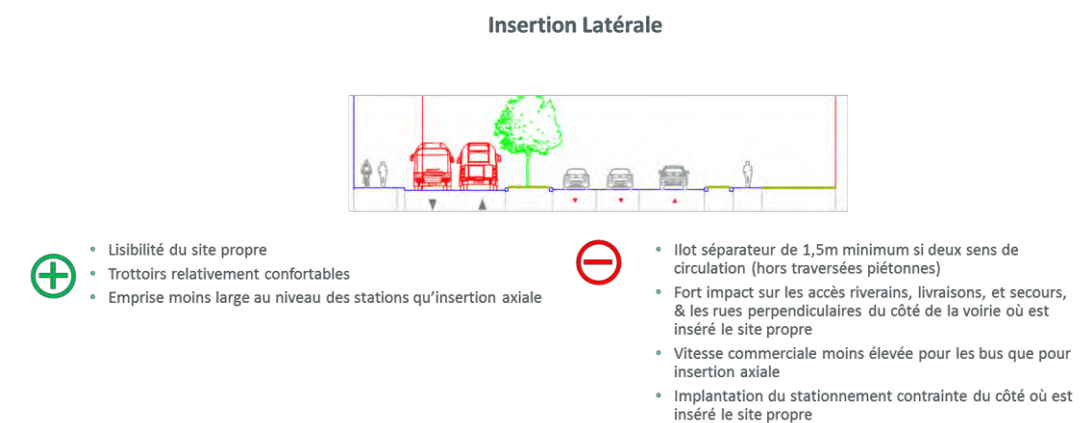 Insertion Latérale
• Lisibilité du site propre
• Trottoirs relativement confortables
• Emprise moins large au niveau des stations qu'insertion axiale
• Ilot séparateur de 1,5m minimum si deux sens de
circulation (hors traversées piétonnes)
• Fort impact sur les accès riverains, livraisons, et secours,
& les rues perpendiculaires du côté de la voirie où est
inséré le site propre
• Vitesse commerciale moins élevée pour les bus que pour
insertion axiale
• Implantation du stationnement contrainte du côté où est
inséré le site propre